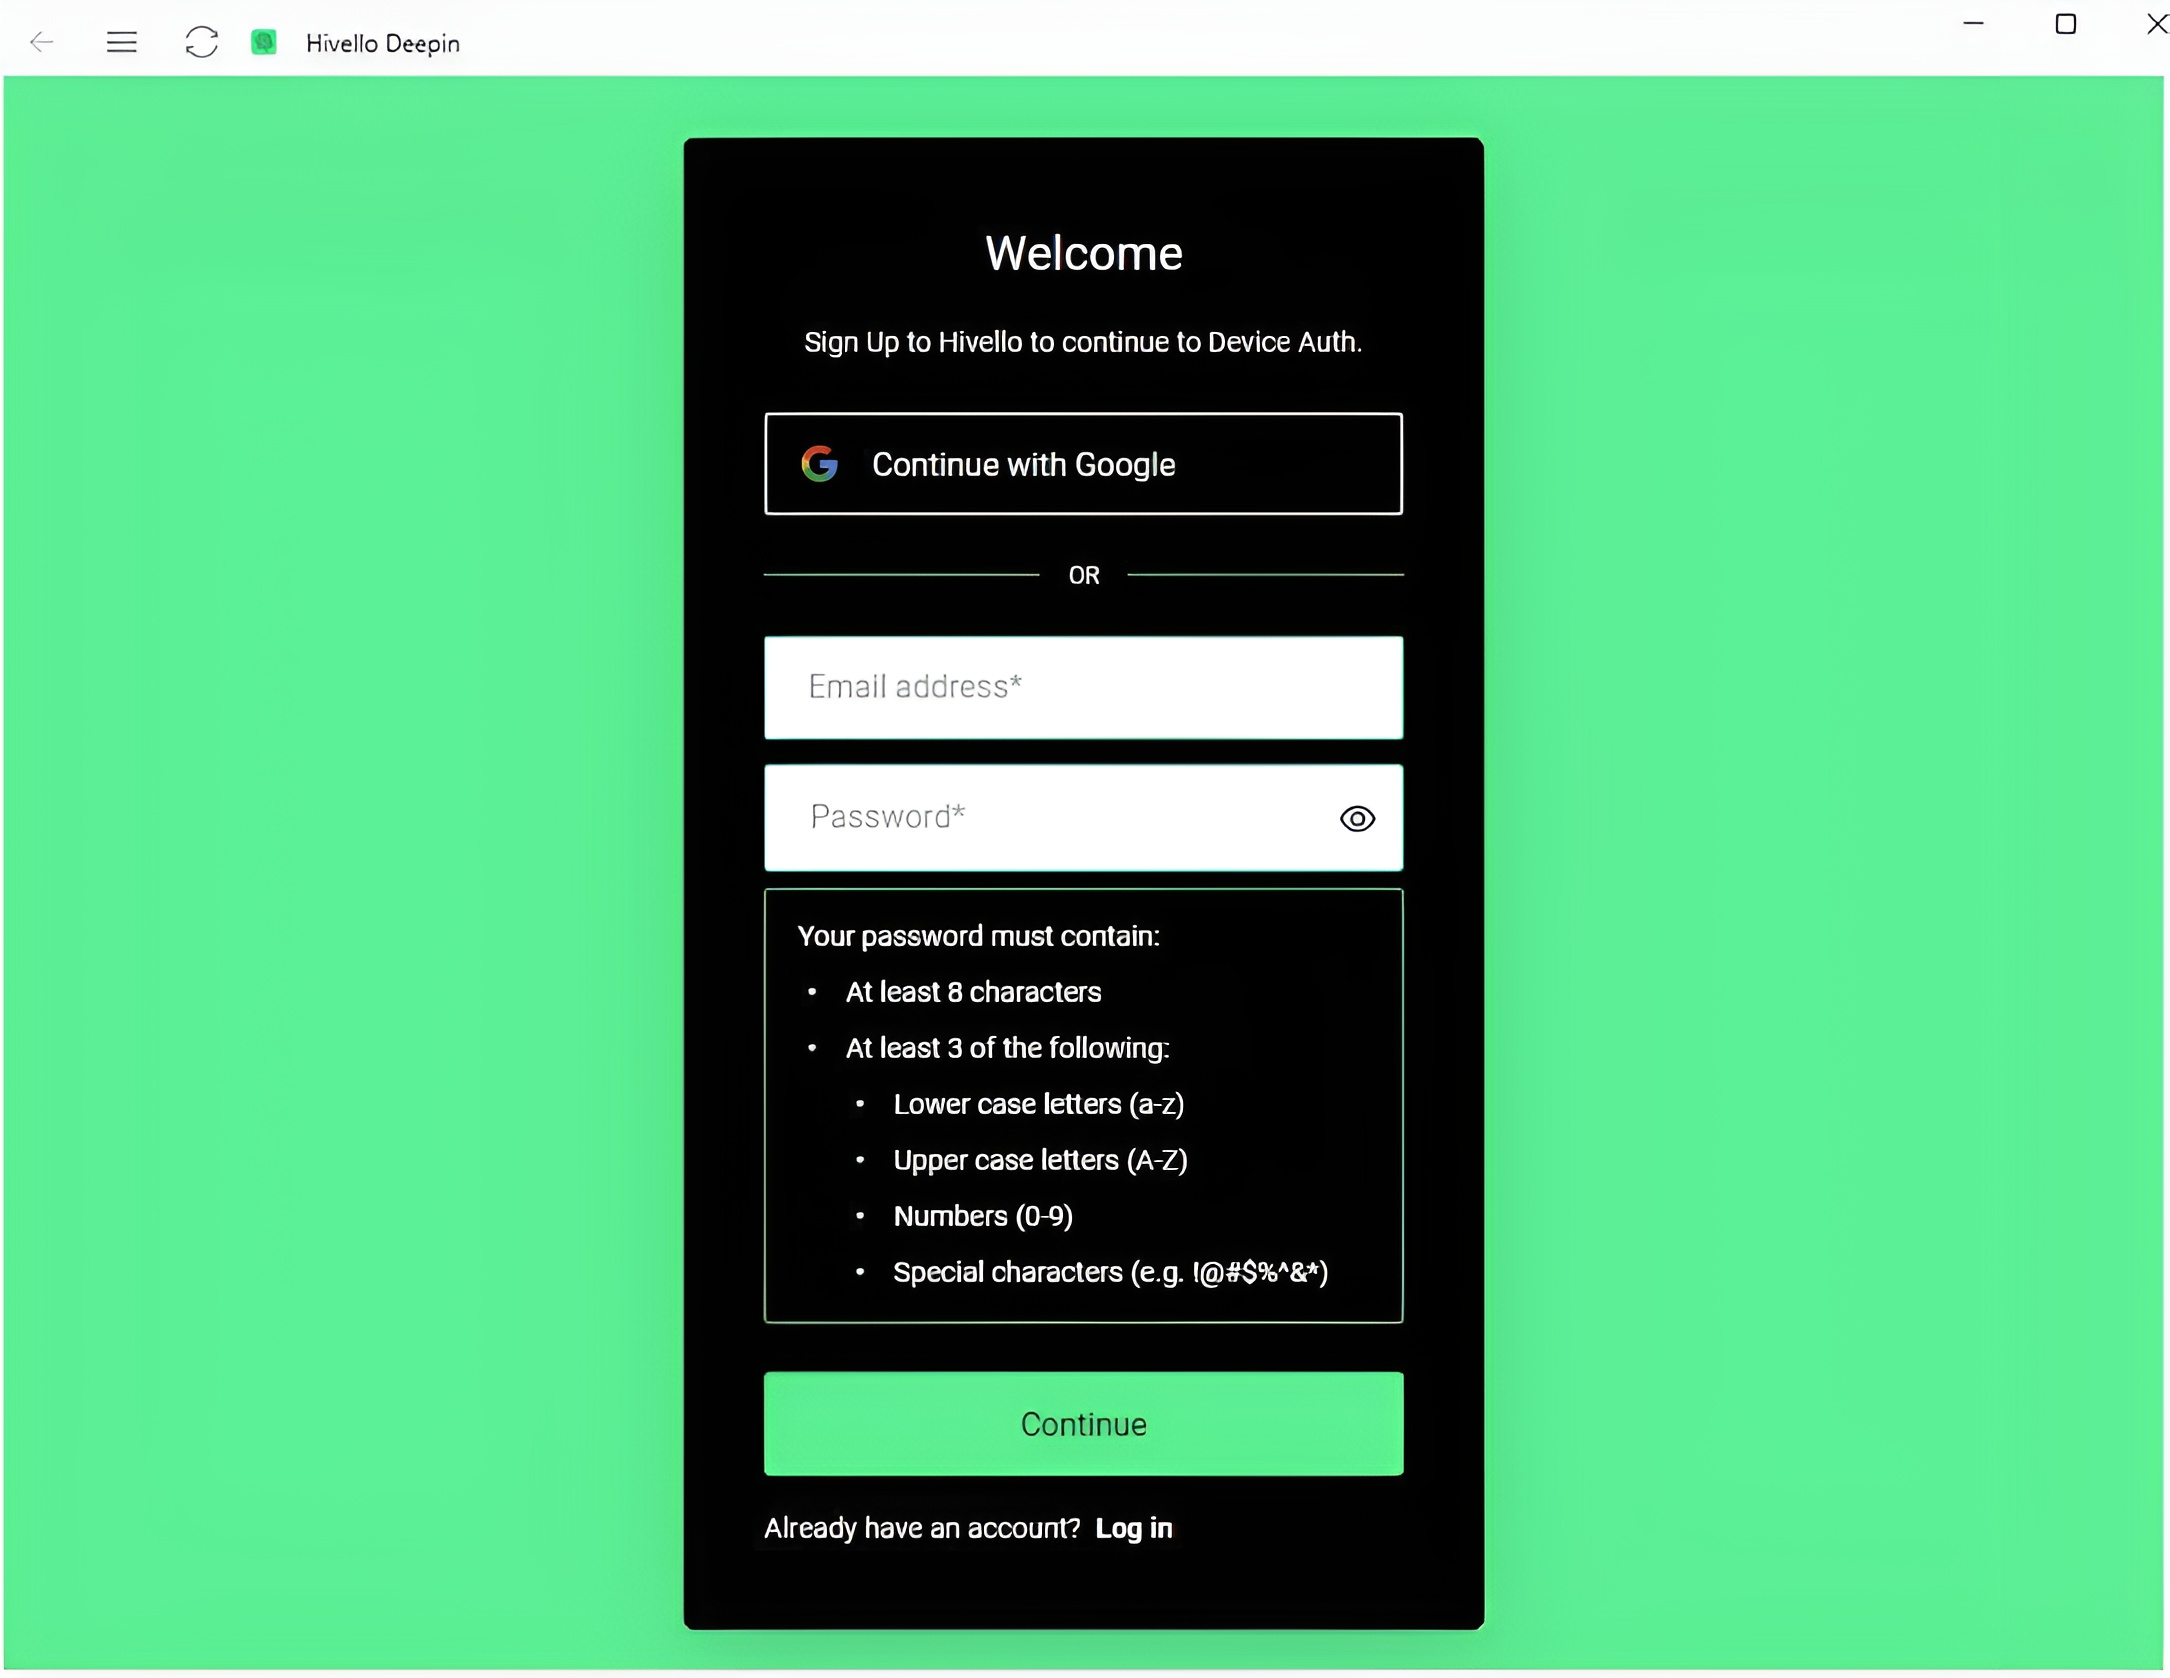 Hivello Deepin
Welcome
Sign Up to Hivello to continue to Device Auth.
Continue with Google
OR
Email address*
Password*
Your password must contain:
• At least 8 characters
• At least 3 of the following:
• Lower case letters (a-z)
• Upper case letters (A-Z)
• Numbers (0-9)
• Special characters (e.g. !@#$%^&*)
Continue
Already have an account? Log in